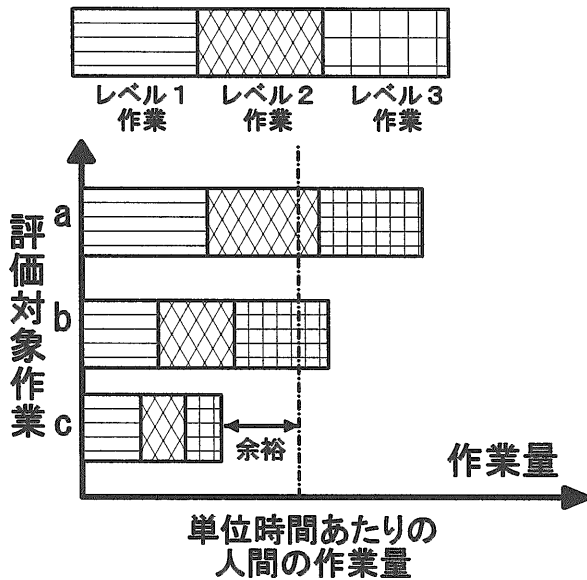 レベル1
作業
レベル2
作業
レベル3
作業
評価対象作業
a
b
c
余裕
作業量
単位時間あたりの
人間の作業量